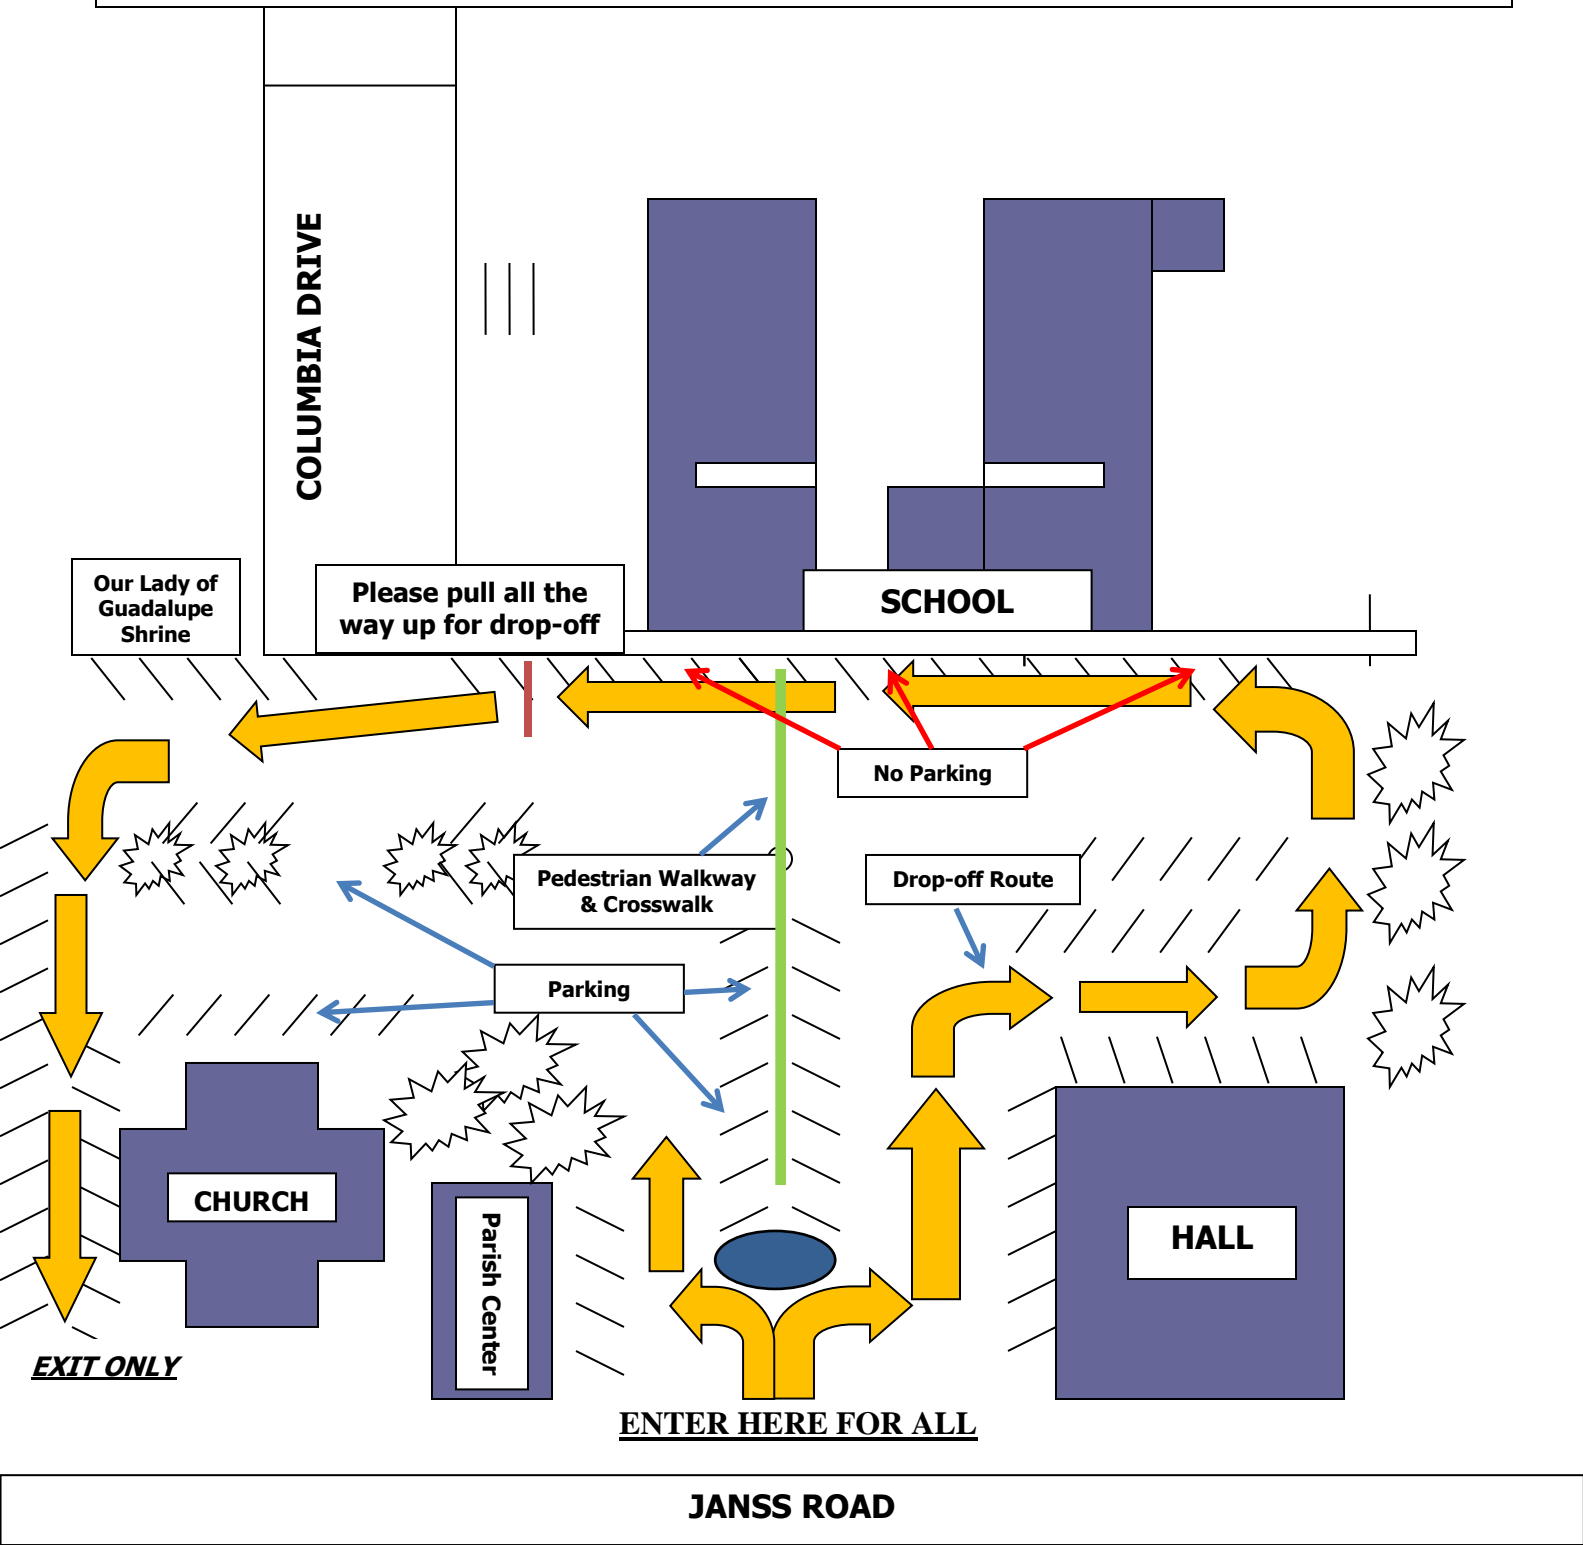 COLUMBIA DRIVE
Our Lady of
Guadalupe
Shrine
Please pull all the
way up for drop-off
SCHOOL
No Parking
Pedestrian Walkway
& Crosswalk
Drop-off Route
Parking
CHURCH
Parish Center
HALL
EXIT ONLY
ENTER HERE FOR ALL
JANSS ROAD